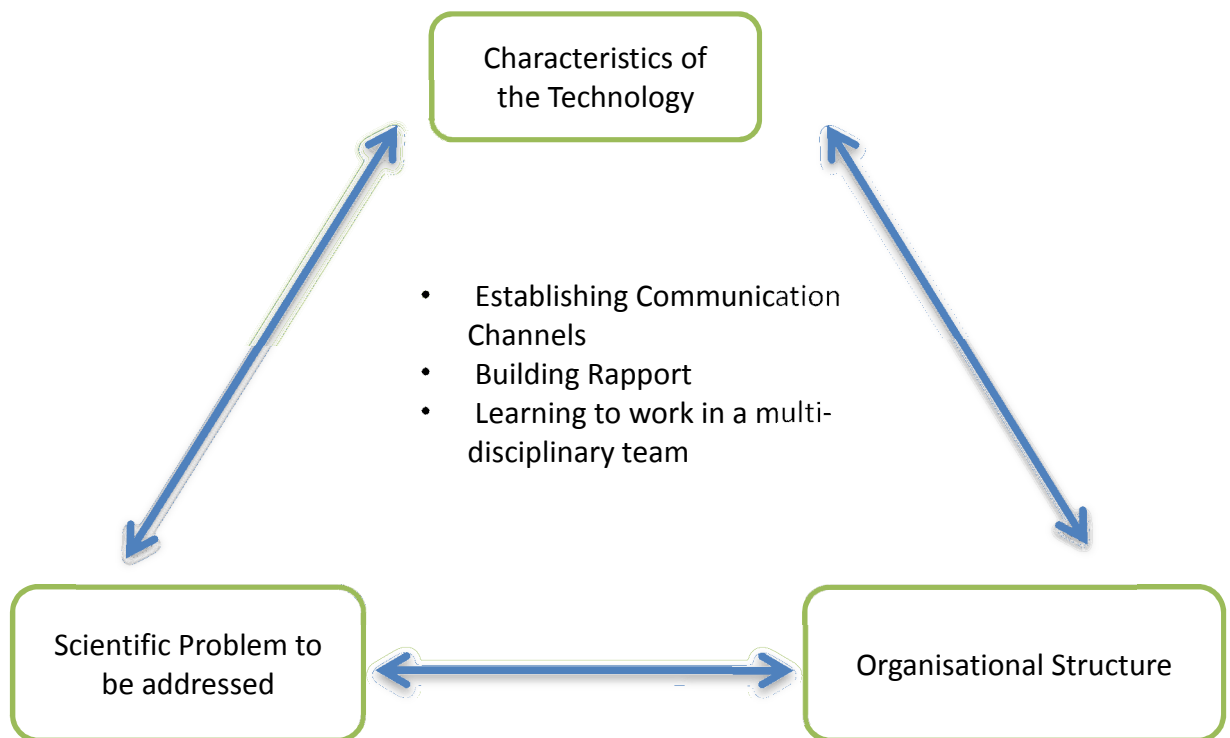 Characteristics of
the Technology
• Establishing Communication
Channels
• Building Rapport
• Learning to work in a multi-
disciplinary team
Scientific Problem to
be addressed
Organisational Structure